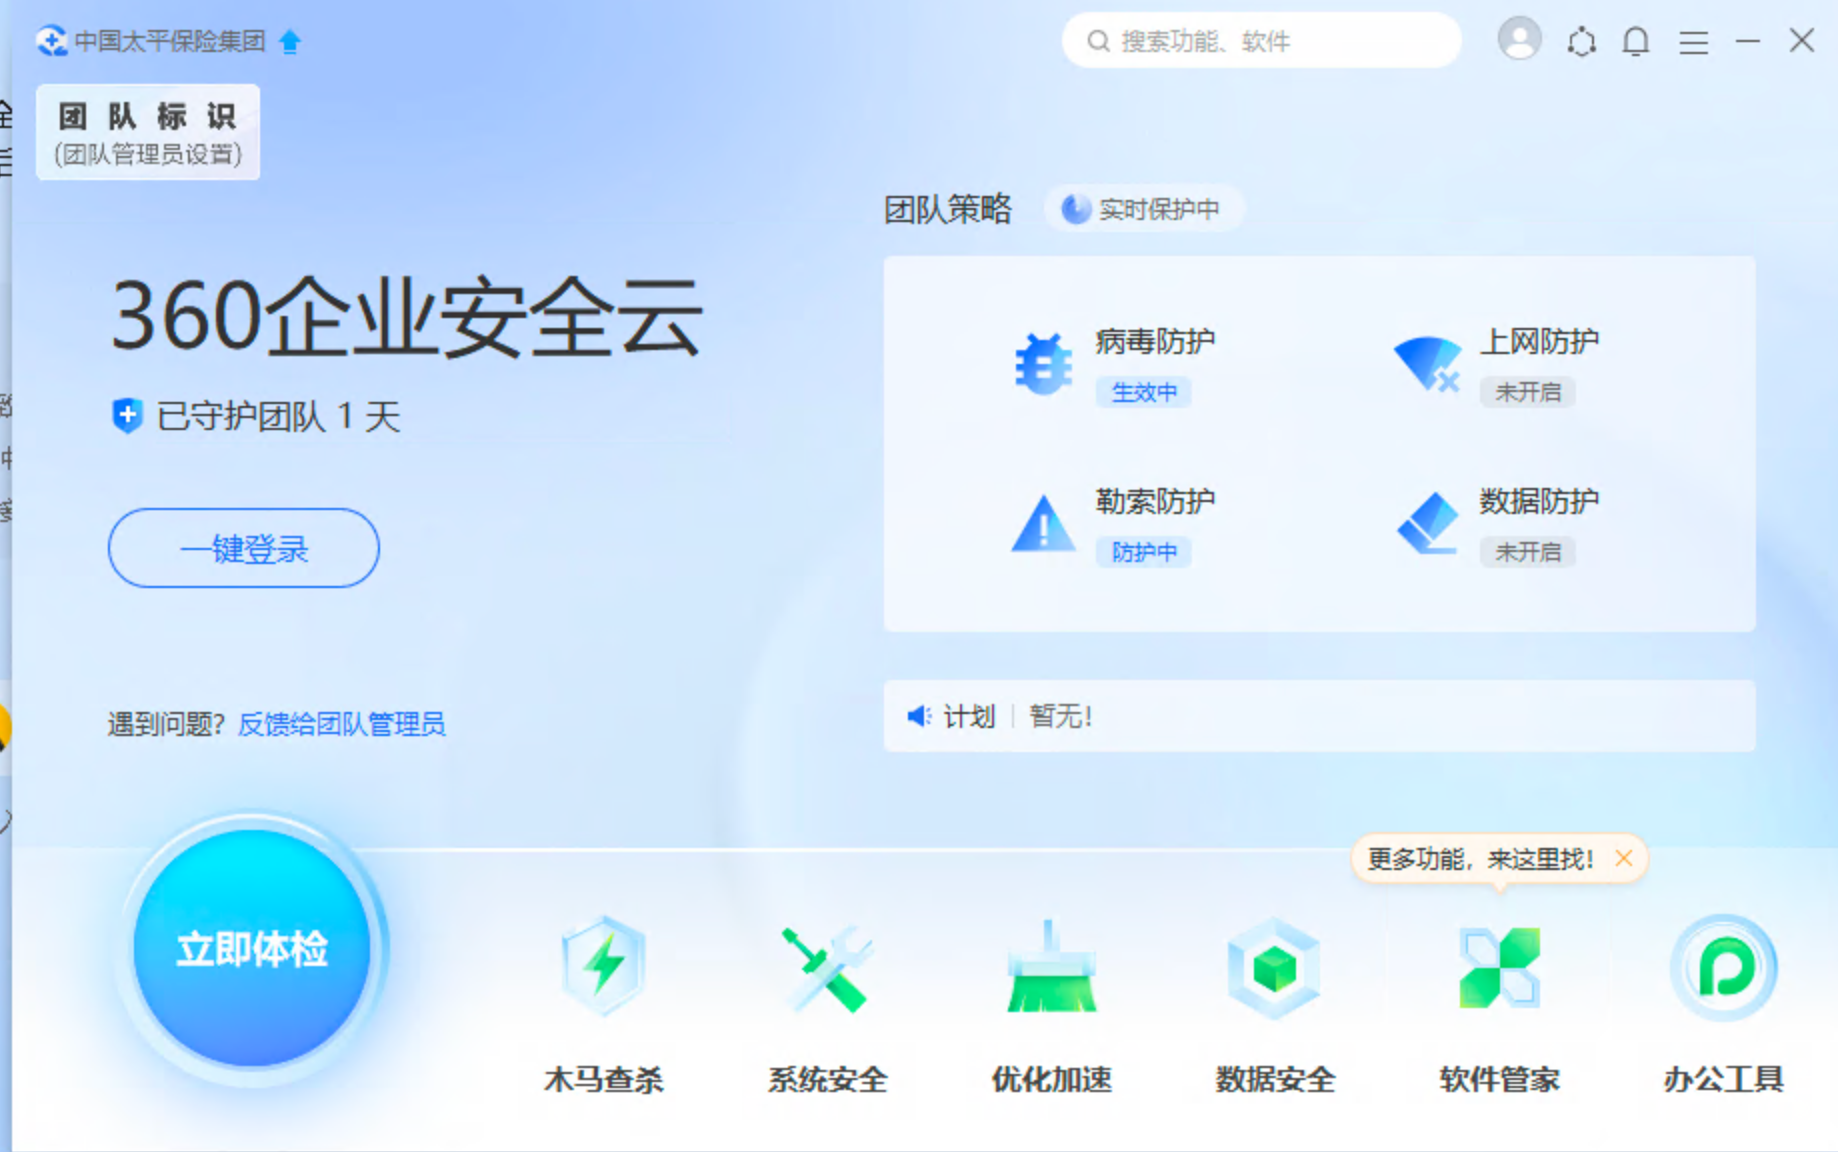 中国太平保险集团
搜索功能、软件
团队标识
(团队管理员设置)
团队策略
实时保护中
360企业安全云
已守护团队 1 天
一键登录
病毒防护
生效中
上网防护
未开启
勒索防护
防护中
数据防护
未开启
遇到问题？反馈给团队管理员
计划 | 暂无!
更多功能，来这里找！
立即体检
木马查杀
系统安全
优化加速
数据安全
软件管家
办公工具